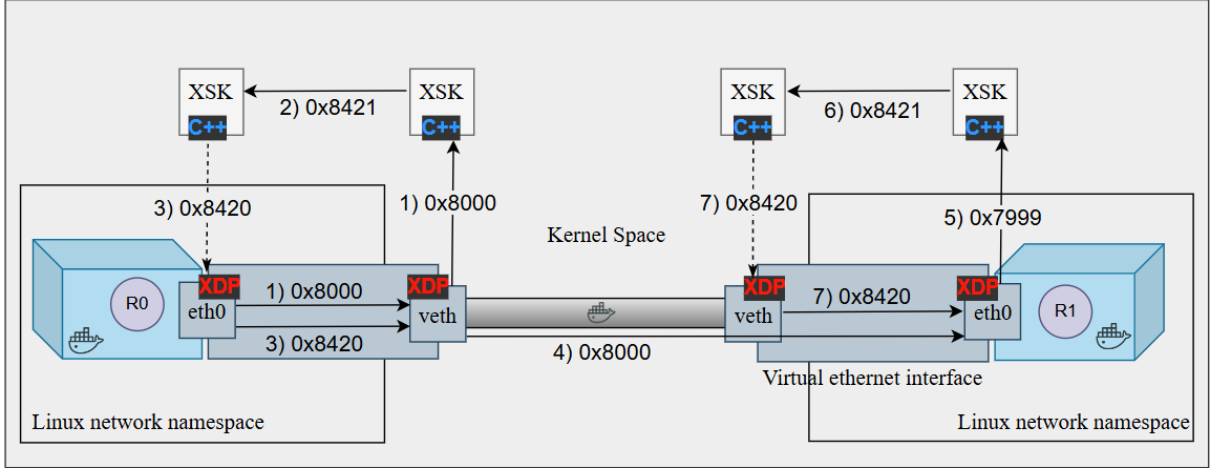 XSK
XSK
XSK
XSK
2) 0x8421
6) 0x8421
C++
C++
C++
C++
3) 0x8420
1) 0x8000
7) 0x8420
5) 0x7999
Kernel Space
XDP
XDP
XDP
XDP
R0
eth0
1) 0x8000
3) 0x8420
veth
4) 0x8000
veth
7) 0x8420
eth0
R1
Virtual ethernet interface
Linux network namespace
Linux network namespace